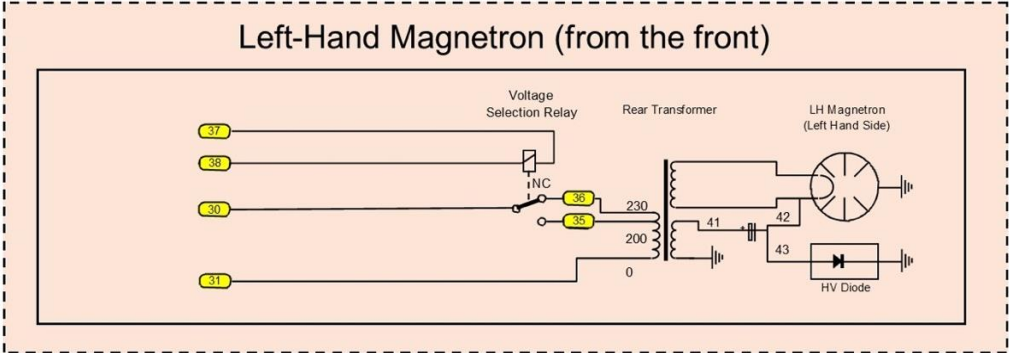 Left-Hand Magnetron (from the front)
Voltage
Selection Relay
Rear Transformer
LH Magnetron
(Left Hand Side)
37
38
NC
36
30
230
35
41
42
200
43
0
31
HV Diode